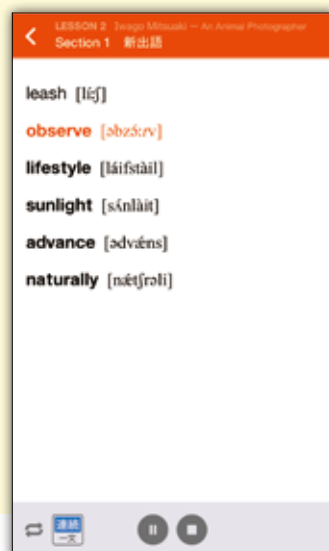 LESSON 2 Iwago Mitsuaki — An Animal Photographer
Section 1 新出語
leash [líːʃ]
observe [əbzə́ːrv]
lifestyle [láifstàil]
sunlight [sʌ́nlàit]
advance [ədvǽns]
naturally [nǽtʃrəli]
連続
一文